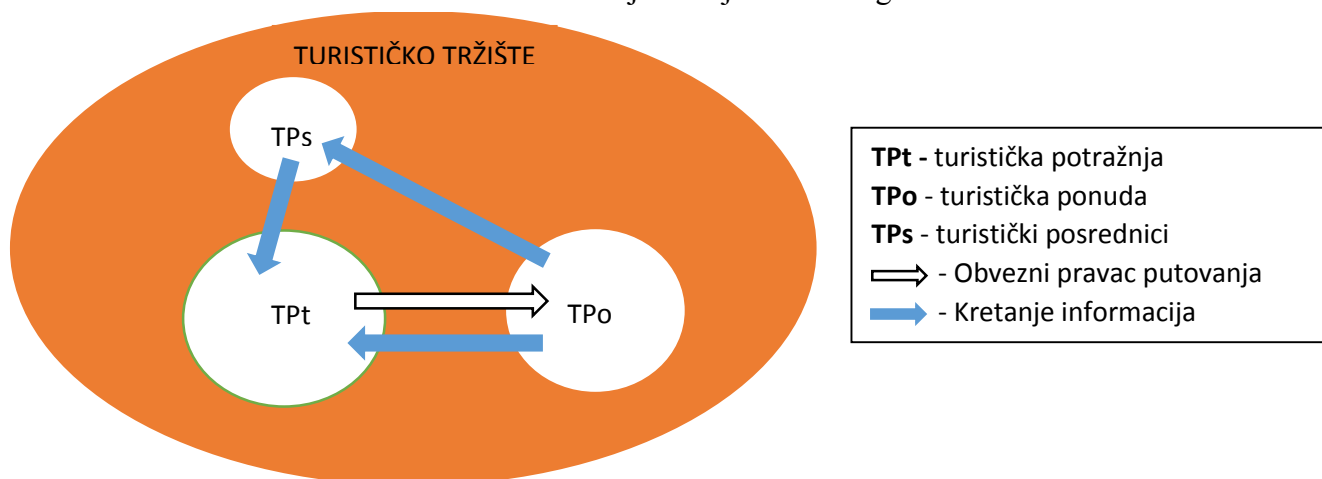 TURISTIČKO TRŽIŠTE
TPs
TPt
TPo
TPt - turistička potražnja
TPo - turistička ponuda
TPs - turistički posrednici
- Obvezni pravac putovanja
- Kretanje informacija